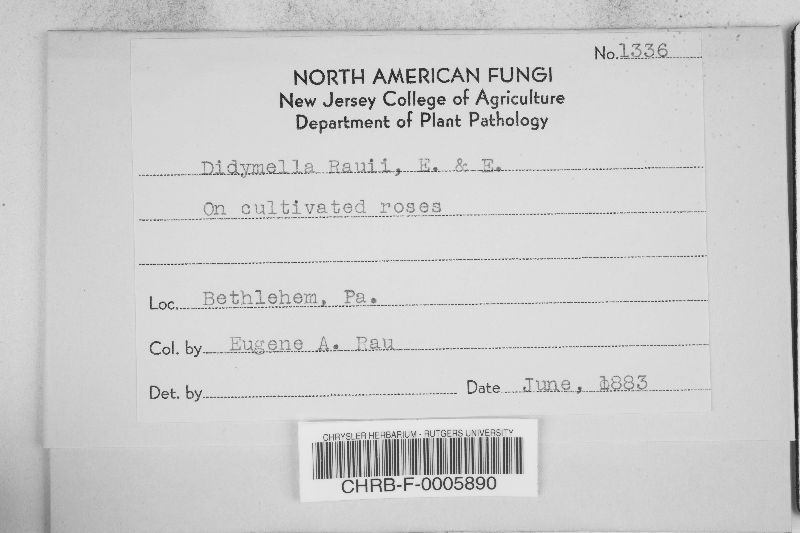 No. 1336
NORTH AMERICAN FUNGI
New Jersey College of Agriculture
Department of Plant Pathology
Didymella Rauii, E. & E.
On cultivated roses
Loc. Bethlehem, Pa.
Col. by Eugene A. Rau
Det. by
Date June, 1883
CHRYSLER HERBARIUM - RUTGERS UNIVERSITY
CHRB-F-0005890